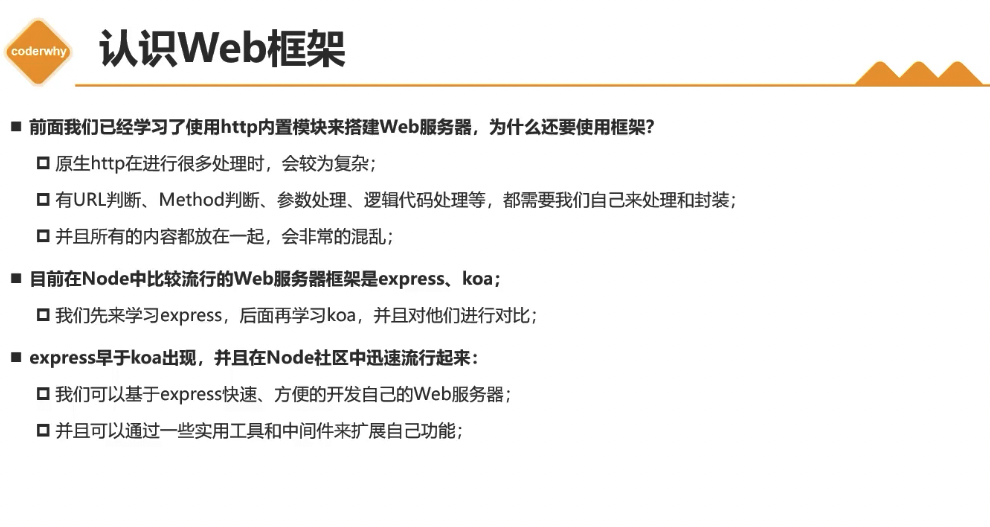 coderwhy
认识Web框架
前面我们已经学习了使用http内置模块来搭建Web服务器，为什么还要使用框架？
原生http在进行很多处理时，会较为复杂；
有URL判断、Method判断、参数处理、逻辑代码处理等，都需要我们自己来处理和封装；
并且所有的内容都放在一起，会非常的混乱；
目前在Node中比较流行的Web服务器框架是express、koa；
我们先来学习express，后面再学习koa，并且对他们进行对比；
express早于koa出现，并且在Node社区中迅速流行起来：
我们可以基于express快速、方便的开发自己的Web服务器；
并且可以通过一些实用工具和中间件来扩展自己功能；